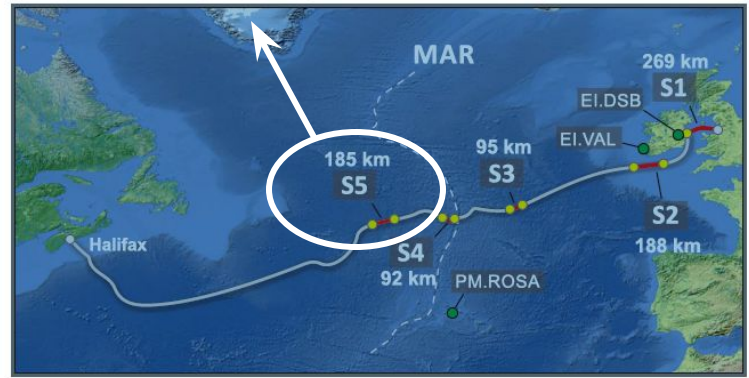 MAR
269 km
S1
EI.DSB
EI.VAL
95 km
S3
185 km
S5
S2
188 km
Halifax
S4
92 km
PM.ROSA